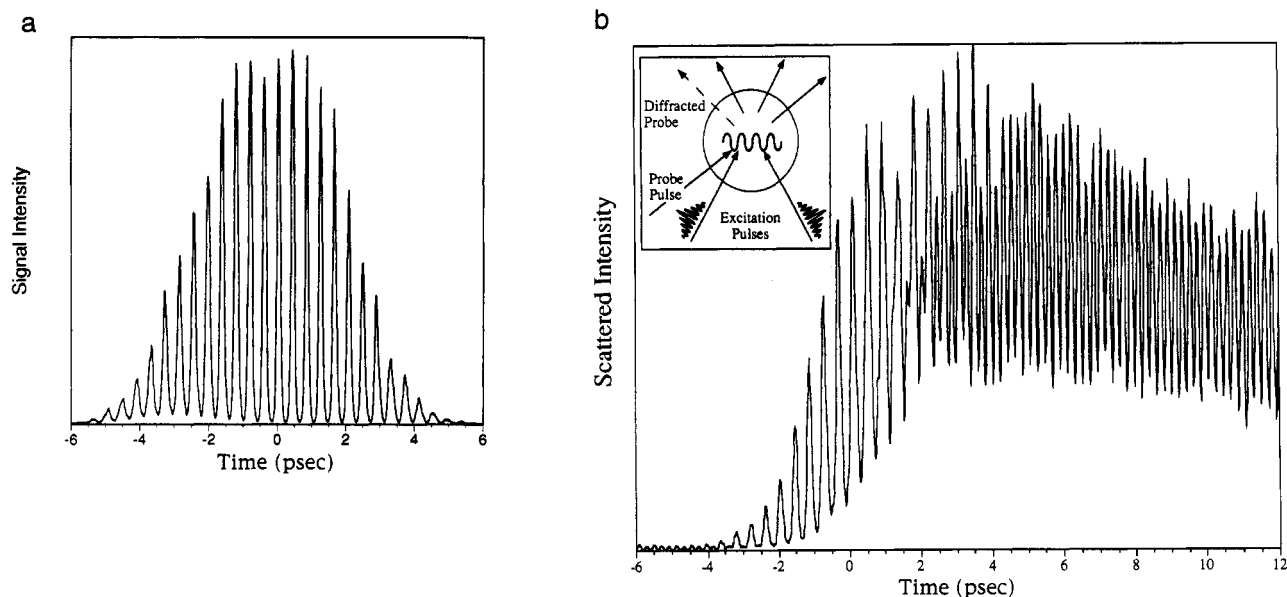 a
Signal Intensity
-6
-4
-2
0
2
4
6
Time (psec)
b
Scattered Intensity
Diffracted
Probe
Probe
Pulse
Excitation
Pulses
-6
-4
-2
0
2
4
6
8
10
12
Time (psec)